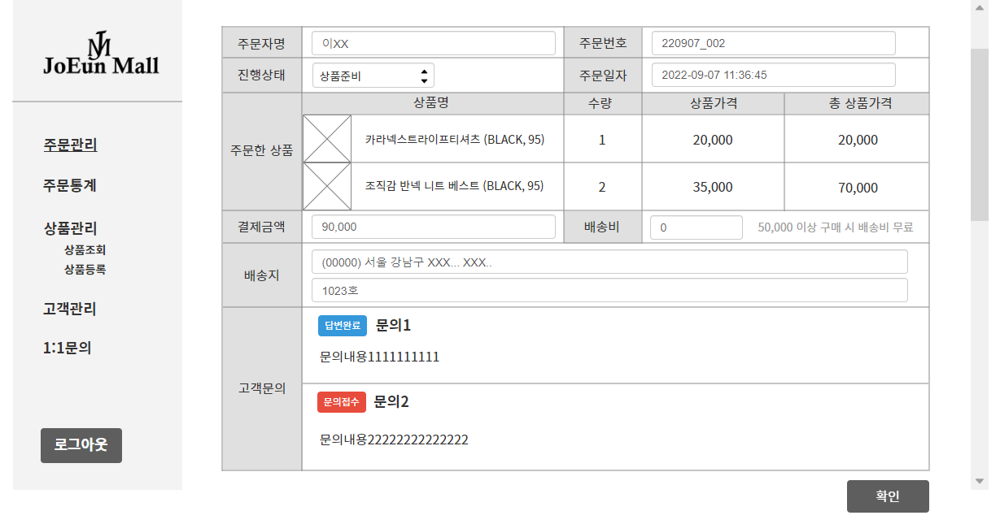 JM
JoEun Mall
주문관리
주문통계
상품관리
상품조회
상품등록
고객관리
1:1문의
로그아웃
주문자명 이XX 주문번호 220907_002
진행상태 상품준비 주문일자 2022-09-07 11:36:45
주문한 상품 상품명 수량 상품가격 총 상품가격
카라넥스트라이프티셔츠 (BLACK, 95) 1 20,000 20,000
조직감 반넥 니트 베스트 (BLACK, 95) 2 35,000 70,000
결제금액 90,000 배송비 0 50,000 이상 구매 시 배송비 무료
배송지 (00000) 서울 강남구 XXX... XXX..
1023호
고객문의
답변완료 문의1
문의내용1111111111
문의접수 문의2
문의내용22222222222222
확인